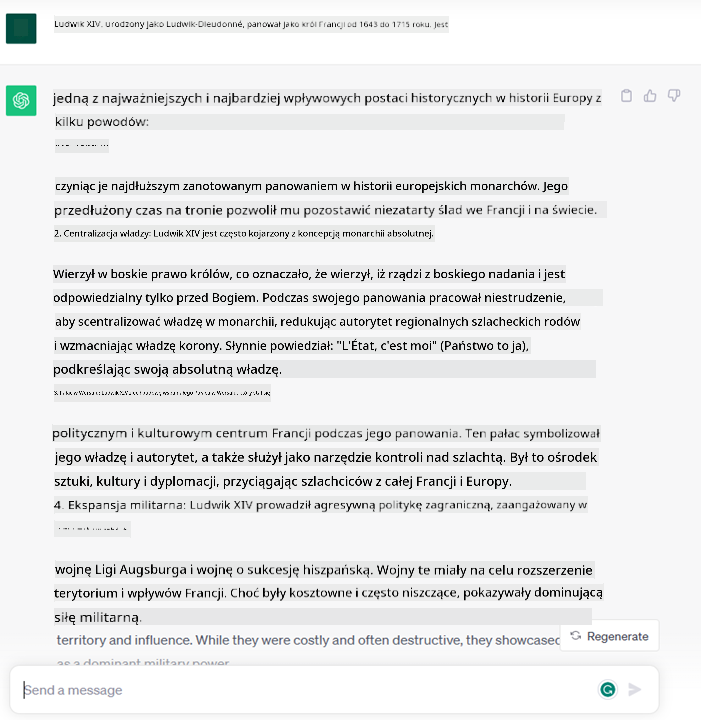 Ludwik XIV, urodzony jako Ludwik-Dieudonné, panował jako król Francji od 1643 do 1715 roku. Jest
jedną z najważniejszych i najbardziej wpływowych postaci historycznych w historii Europy z
kilku powodów:
czyniąc je najdłuższym zanotowanym panowaniem w historii europejskich monarchów. Jego
przedłużony czas na tronie pozwolił mu pozostawić niezatarty ślad we Francji i na świecie.
2. Centralizacja władzy: Ludwik XIV jest często kojarzony z koncepcją monarchii absolutnej.
Wierzył w boskie prawo królów, co oznaczało, że wierzył, iż rządzi z boskiego nadania i jest
odpowiedzialny tylko przed Bogiem. Podczas swojego panowania pracował niestrudzenie,
aby scentralizować władzę w monarchii, redukując autorytet regionalnych szlacheckich rodów
i wzmacniając władzę korony. Słynnie powiedział: "L'État, c'est moi" (Państwo to ja),
podkreślając swoją absolutną władzę.
politycznym i kulturowym centrum Francji podczas jego panowania. Ten pałac symbolizował
jego władzę i autorytet, a także służył jako narzędzie kontroli nad szlachtą. Był to ośrodek
sztuki, kultury i dyplomacji, przyciągając szlachciców z całej Francji i Europy.
4. Ekspansja militarna: Ludwik XIV prowadził agresywną politykę zagraniczną, zaangażowany w
wojnę Ligi Augsburga i wojnę o sukcesję hiszpańską. Wojny te miały na celu rozszerzenie
terytorium i wpływów Francji. Choć były kosztowne i często niszczące, pokazywały dominującą
siłę militarną.
territory and influence. While they were costly and often destructive, they showcased
Regenerate
as a dominant military power
Send a message